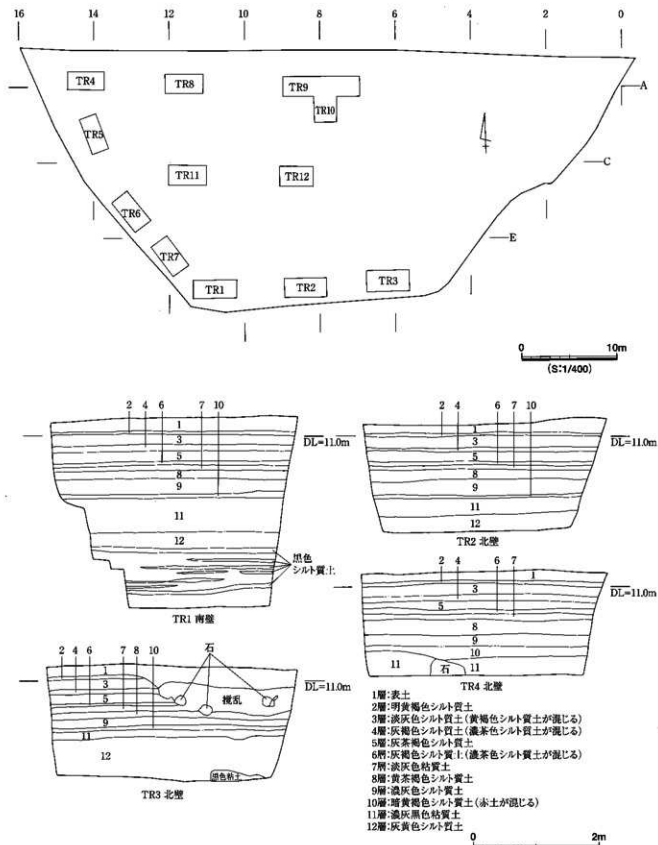 16 14 12 10 8 6 4 2 0
TR4 TR8 TR9
TR10
A
TR5
C
TR11 TR12
TR6
E
TR7
TR1 TR2 TR3
0 10m
(S:1/400)
2 4 6 7 10
1
3
5
8
9
11
12
DL=11.0m
黒色
シルト質土
TR1 南壁
2 4 6 7 10
1
3
5
8
9
11
12
DL=11.0m
TR2 北壁
2 4 6 7
1
3
5
8
9
10
11 石 11
DL=11.0m
TR4 北壁
石
2 4 6 7 8 10
1
3
5
9
11
12
撹乱
黒色粘土
DL=11.0m
TR3 北壁
1層:表土
2層:明黄褐色シルト質土
3層:淡灰色シルト質土(黄褐色シルト質土が混じる)
4層:灰褐色シルト質土(濃茶色シルト質土が混じる)
5層:灰茶褐色シルト質土
6層:灰褐色シルト質土(濃茶色シルト質土が混じる)
7層:淡灰色粘質土
8層:黄茶褐色シルト質土
9層:濃灰色シルト質土
10層:暗黄褐色シルト質土(赤土が混じる)
11層:濃灰黒色粘質土
12層:灰黄色シルト質土
0 2m